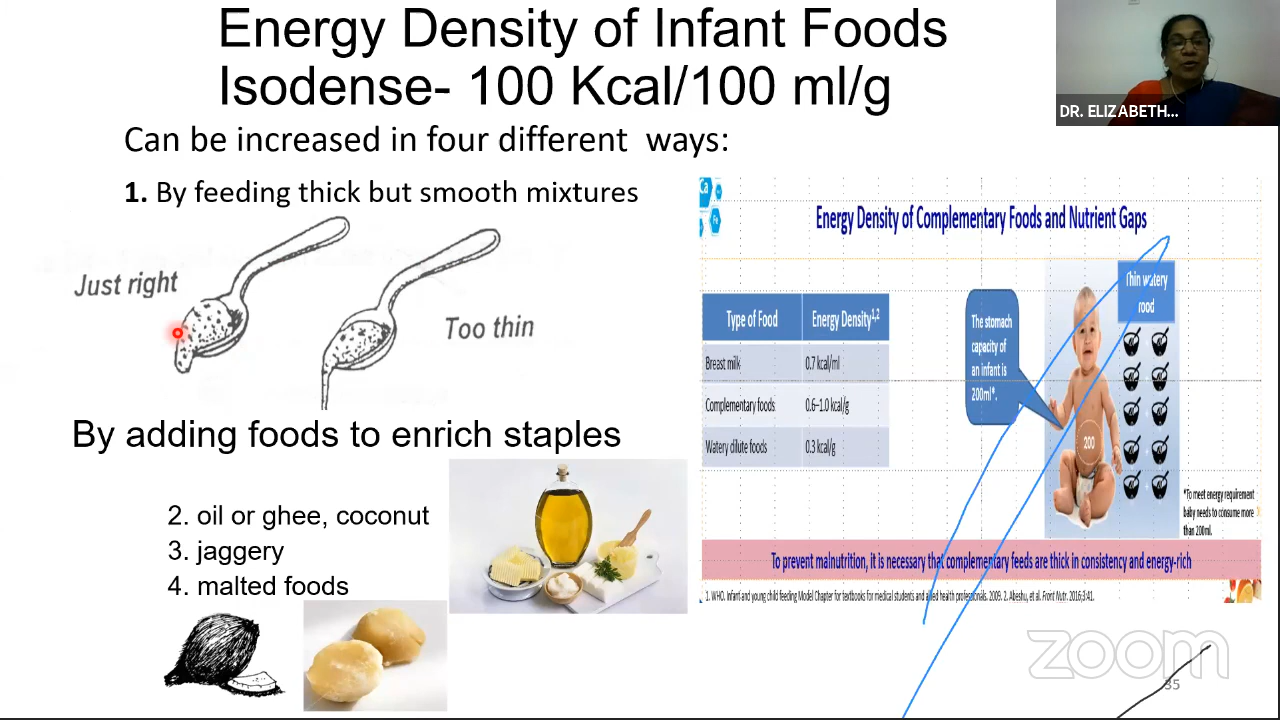 Energy Density of Infant Foods
Isodense- 100 Kcal/100 ml/g
DR. ELIZABETH...
Can be increased in four different ways:
1. By feeding thick but smooth mixtures
Just right
Too thin
By adding foods to enrich staples
2. oil or ghee, coconut
3. jaggery
4. malted foods
Ca
Fe
Energy Density of Complementary Foods and Nutrient Gaps
Type of Food Energy Density1,2
Breast milk 0.7 kcal/ml
Complementary foods 0.6–1.0 kcal/g
Watery dilute foods 0.3 kcal/g
The stomach
capacity of
an infant is
200ml*.
Thin watery
food
200
*To meet energy requirement
baby needs to consume more
than 200ml.
To prevent malnutrition, it is necessary that complementary feeds are thick in consistency and energy-rich
1. WHO. Infant and young child feeding Model Chapter for textbooks for medical students and allied health professionals. 2009. 2. Abeshu, et al. Front Nutr. 2016;3:41.
zoom
35